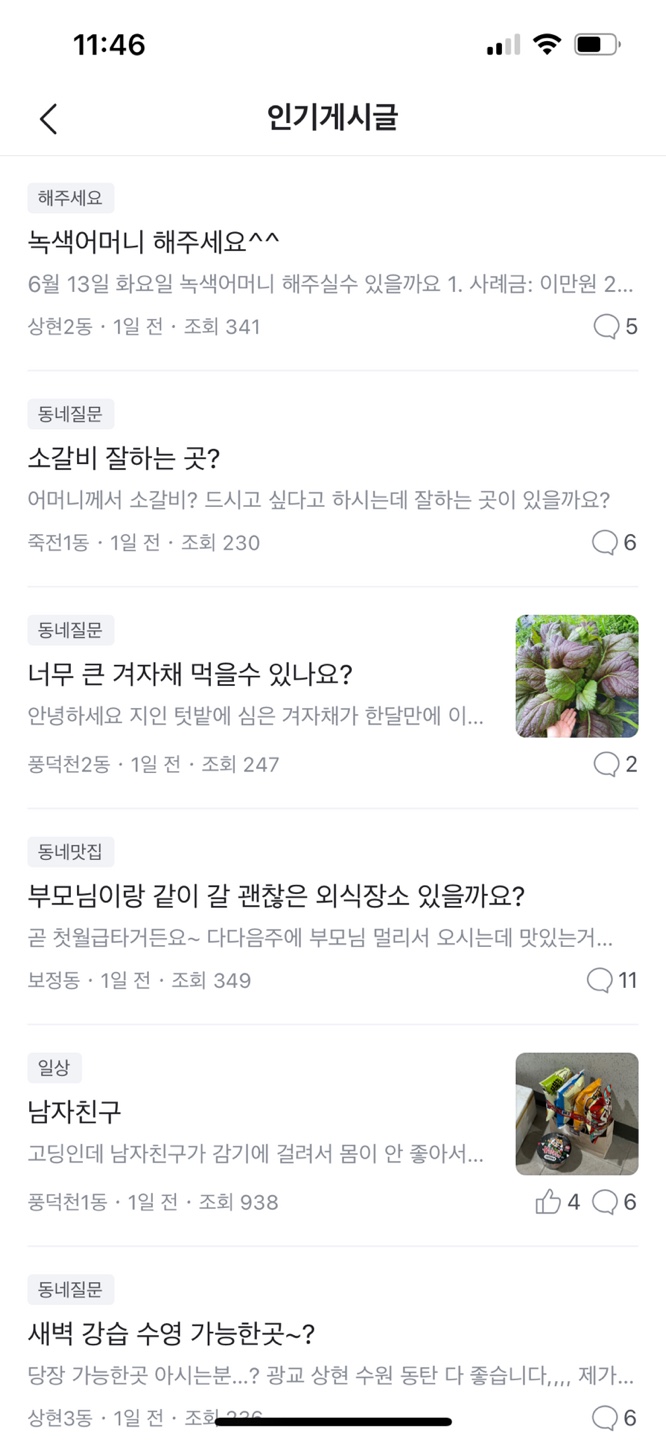 11:46
인기게시글
해주세요
녹색어머니 해주세요^^
6월 13일 화요일 녹색어머니 해주실수 있을까요 1. 사례금: 이만원 2...
상현2동 · 1일 전 · 조회 341
5
동네질문
소갈비 잘하는 곳?
어머니께서 소갈비? 드시고 싶다고 하시는데 잘하는 곳이 있을까요?
죽전1동 · 1일 전 · 조회 230
6
동네질문
너무 큰 겨자채 먹을수 있나요?
안녕하세요 지인 텃밭에 심은 겨자채가 한달만에 이...
풍덕천2동 · 1일 전 · 조회 247
2
동네맛집
부모님이랑 같이 갈 괜찮은 외식장소 있을까요?
곧 첫월급타거든요~ 다다음주에 부모님 멀리서 오시는데 맛있는거...
보정동 · 1일 전 · 조회 349
11
일상
남자친구
고딩인데 남자친구가 감기에 걸려서 몸이 안 좋아서...
풍덕천1동 · 1일 전 · 조회 938
4 6
동네질문
새벽 강습 수영 가능한곳~?
당장 가능한곳 아시는분...? 광교 상현 수원 동탄 다 좋습니다,,,, 제가...
상현3동 · 1일 전 · 조회
6